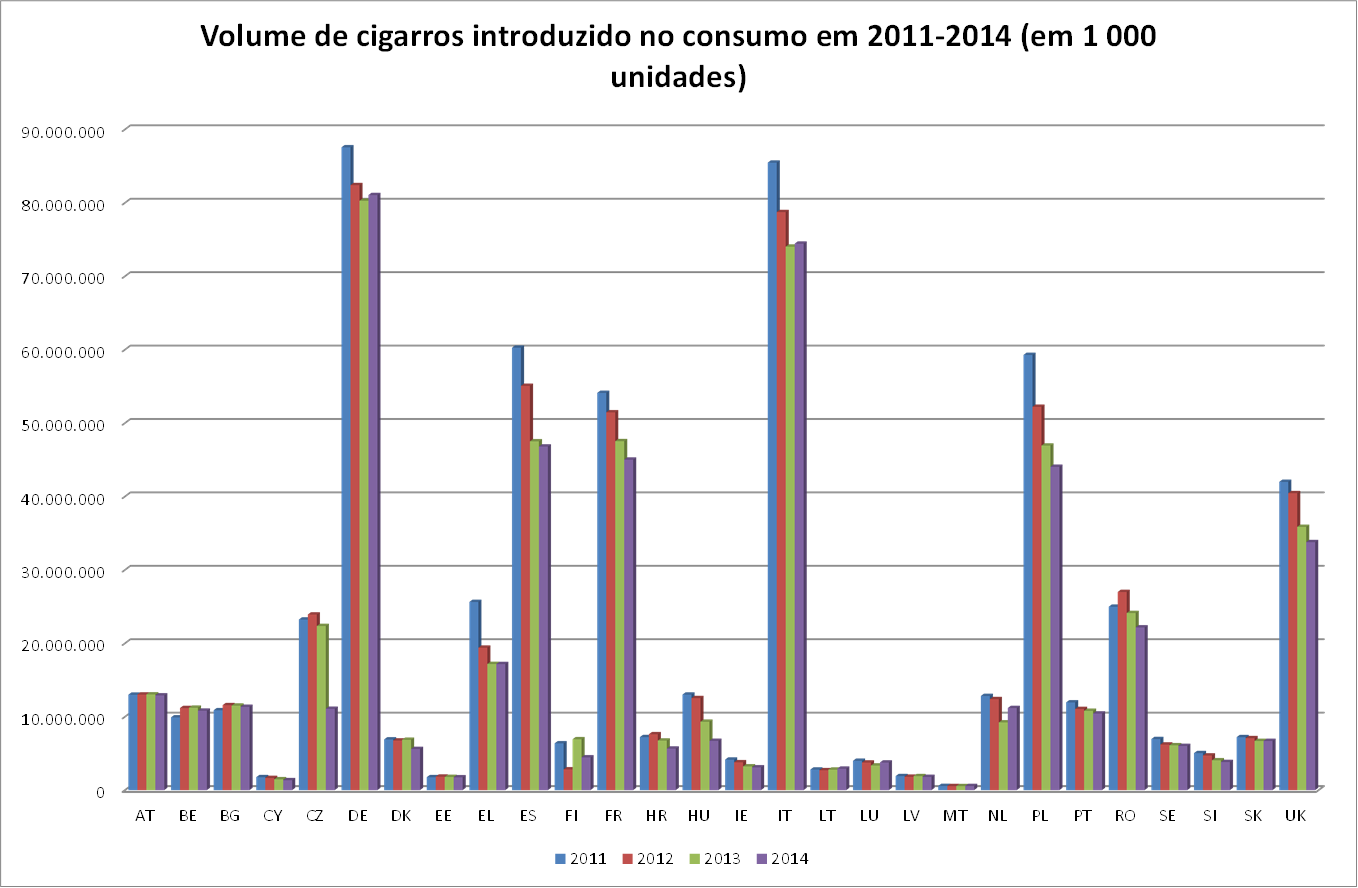 Volume de cigarros introduzido no consumo em 2011-2014 (em 1 000
unidades)
90.000.000
80.000.000
70.000.000
60.000.000
50.000.000
40.000.000
30.000.000
20.000.000
10.000.000
0
AT BE BG CY CZ DE DK EE EL ES FI FR HR HU IE IT LT LU LV MT NL PL PT RO SE SI SK UK
2011 2012 2013 2014